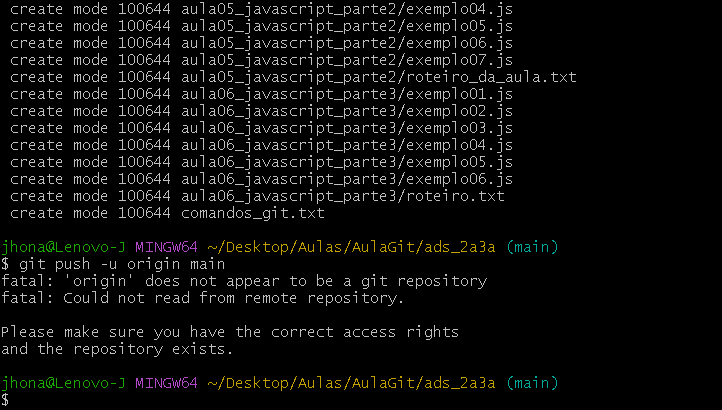 create mode 100644 aula05_javascript_parte2/exemplo04.js
create mode 100644 aula05_javascript_parte2/exemplo05.js
create mode 100644 aula05_javascript_parte2/exemplo06.js
create mode 100644 aula05_javascript_parte2/exemplo07.js
create mode 100644 aula05_javascript_parte2/roteiro_da_aula.txt
create mode 100644 aula06_javascript_parte3/exemplo01.js
create mode 100644 aula06_javascript_parte3/exemplo02.js
create mode 100644 aula06_javascript_parte3/exemplo03.js
create mode 100644 aula06_javascript_parte3/exemplo04.js
create mode 100644 aula06_javascript_parte3/exemplo05.js
create mode 100644 aula06_javascript_parte3/exemplo06.js
create mode 100644 aula06_javascript_parte3/roteiro.txt
create mode 100644 comandos_git.txt
jhona@Lenovo-J MINGW64 ~/Desktop/Aulas/AulaGit/ads_2a3a (main)
$ git push -u origin main
fatal: 'origin' does not appear to be a git repository
fatal: Could not read from remote repository.
Please make sure you have the correct access rights
and the repository exists.
jhona@Lenovo-J MINGW64 ~/Desktop/Aulas/AulaGit/ads_2a3a (main)
$